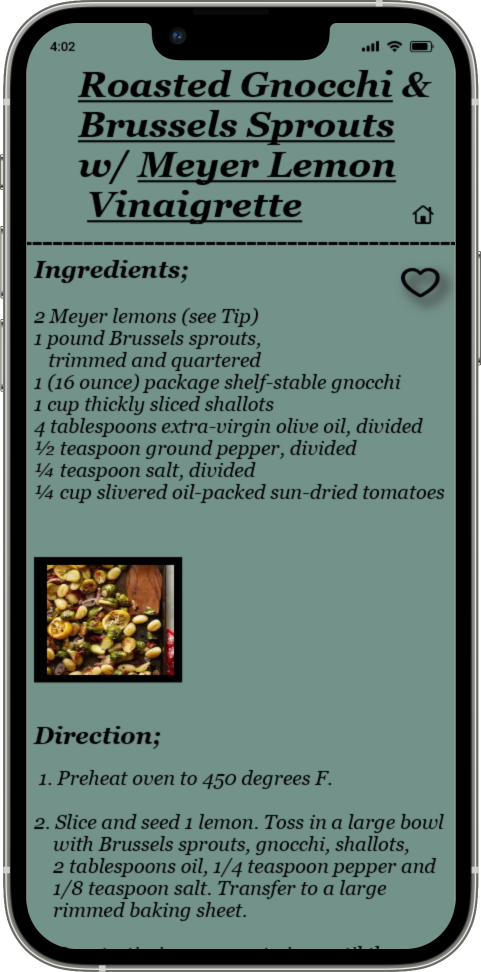 4:02
Roasted Gnocchi &
Brussels Sprouts
w/ Meyer Lemon
Vinaigrette
Ingredients;
2 Meyer lemons (see Tip)
1 pound Brussels sprouts,
trimmed and quartered
1 (16 ounce) package shelf-stable gnocchi
1 cup thickly sliced shallots
4 tablespoons extra-virgin olive oil, divided
½ teaspoon ground pepper, divided
¼ teaspoon salt, divided
¼ cup slivered oil-packed sun-dried tomatoes
Direction;
1. Preheat oven to 450 degrees F.
2. Slice and seed 1 lemon. Toss in a large bowl
with Brussels sprouts, gnocchi, shallots,
2 tablespoons oil, 1/4 teaspoon pepper and
1/8 teaspoon salt. Transfer to a large
rimmed baking sheet.